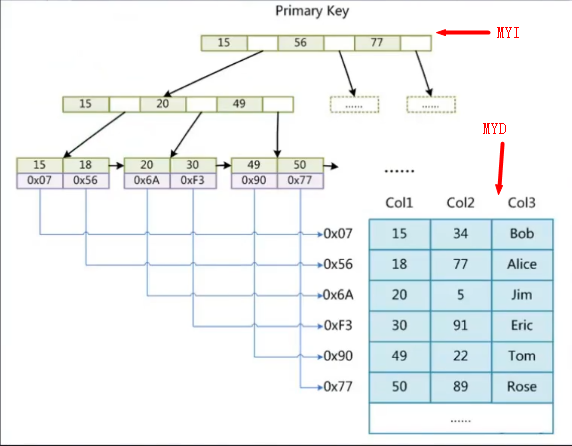 Primary Key
MYI
15 56 77
15 20 49
......
......
MYD
15 18 20 30 49 50
0x07 0x56 0x6A 0xF3 0x90 0x77
......
Col1 Col2 Col3
0x07 15 34 Bob
0x56 18 77 Alice
0x6A 20 5 Jim
0xF3 30 91 Eric
0x90 49 22 Tom
0x77 50 89 Rose
......